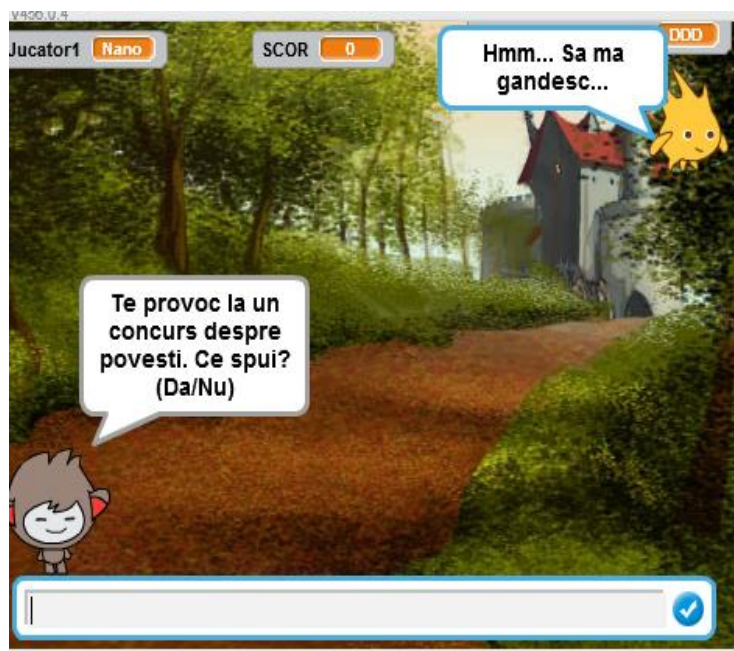 v456.0.4
Jucator1 Nano
SCOR 0
DDD
Hmm... Sa ma
gandesc...
Te provoc la un
concurs despre
povesti. Ce spui?
(Da/Nu)